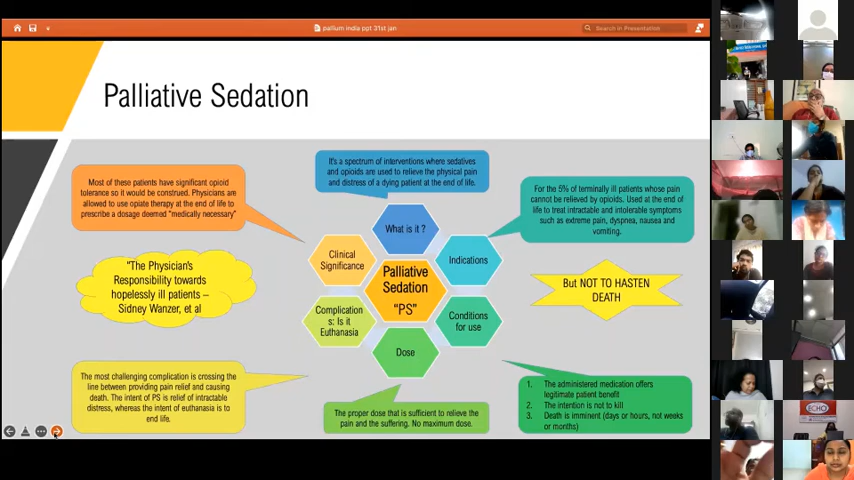 pallium india ppt 31st jan
Search in Presentation
Palliative Sedation
Most of these patients have significant opioid
tolerance so it would be construed. Physicians are
allowed to use opiate therapy at the end of life to
prescribe a dosage deemed "medically necessary"
It's a spectrum of interventions where sedatives
and opioids are used to relieve the physical pain
and distress of a dying patient at the end of life.
For the 5% of terminally ill patients whose pain
cannot be relieved by opioids. Used at the end of
life to treat intractable and intolerable symptoms
such as extreme pain, dyspnea, nausea and
vomiting.
What is it ?
Clinical
Significance
Indications
Palliative
Sedation
"PS"
Complication
s: Is it
Euthanasia
Conditions
for use
Dose
"The Physician's
Responsibility towards
hopelessly ill patients –
Sidney Wanzer, et al
But NOT TO HASTEN
DEATH
The most challenging complication is crossing the
line between providing pain relief and causing
death. The intent of PS is relief of intractable
distress, whereas the intent of euthanasia is to
end life.
The proper dose that is sufficient to relieve the
pain and the suffering. No maximum dose.
1. The administered medication offers
legitimate patient benefit
2. The intention is not to kill
3. Death is imminent (days or hours, not weeks
or months)
ECHO